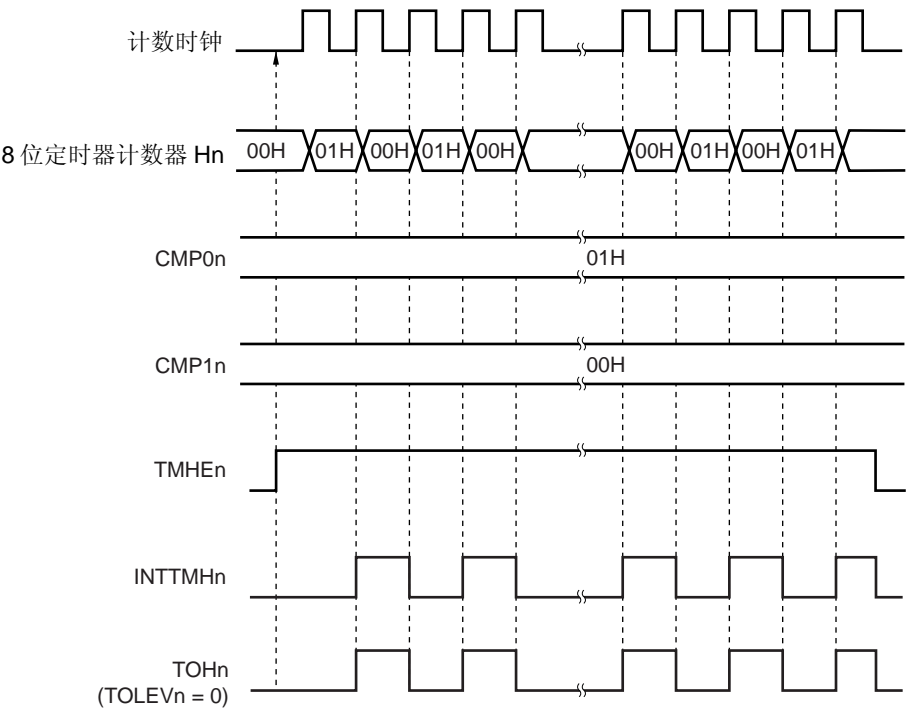 计数时钟
8 位定时器计数器 Hn 00H 01H 00H 01H 00H 00H 01H 00H 01H
CMP0n 01H
CMP1n 00H
TMHEn
INTTMHn
TOHn
(TOLEVn = 0)